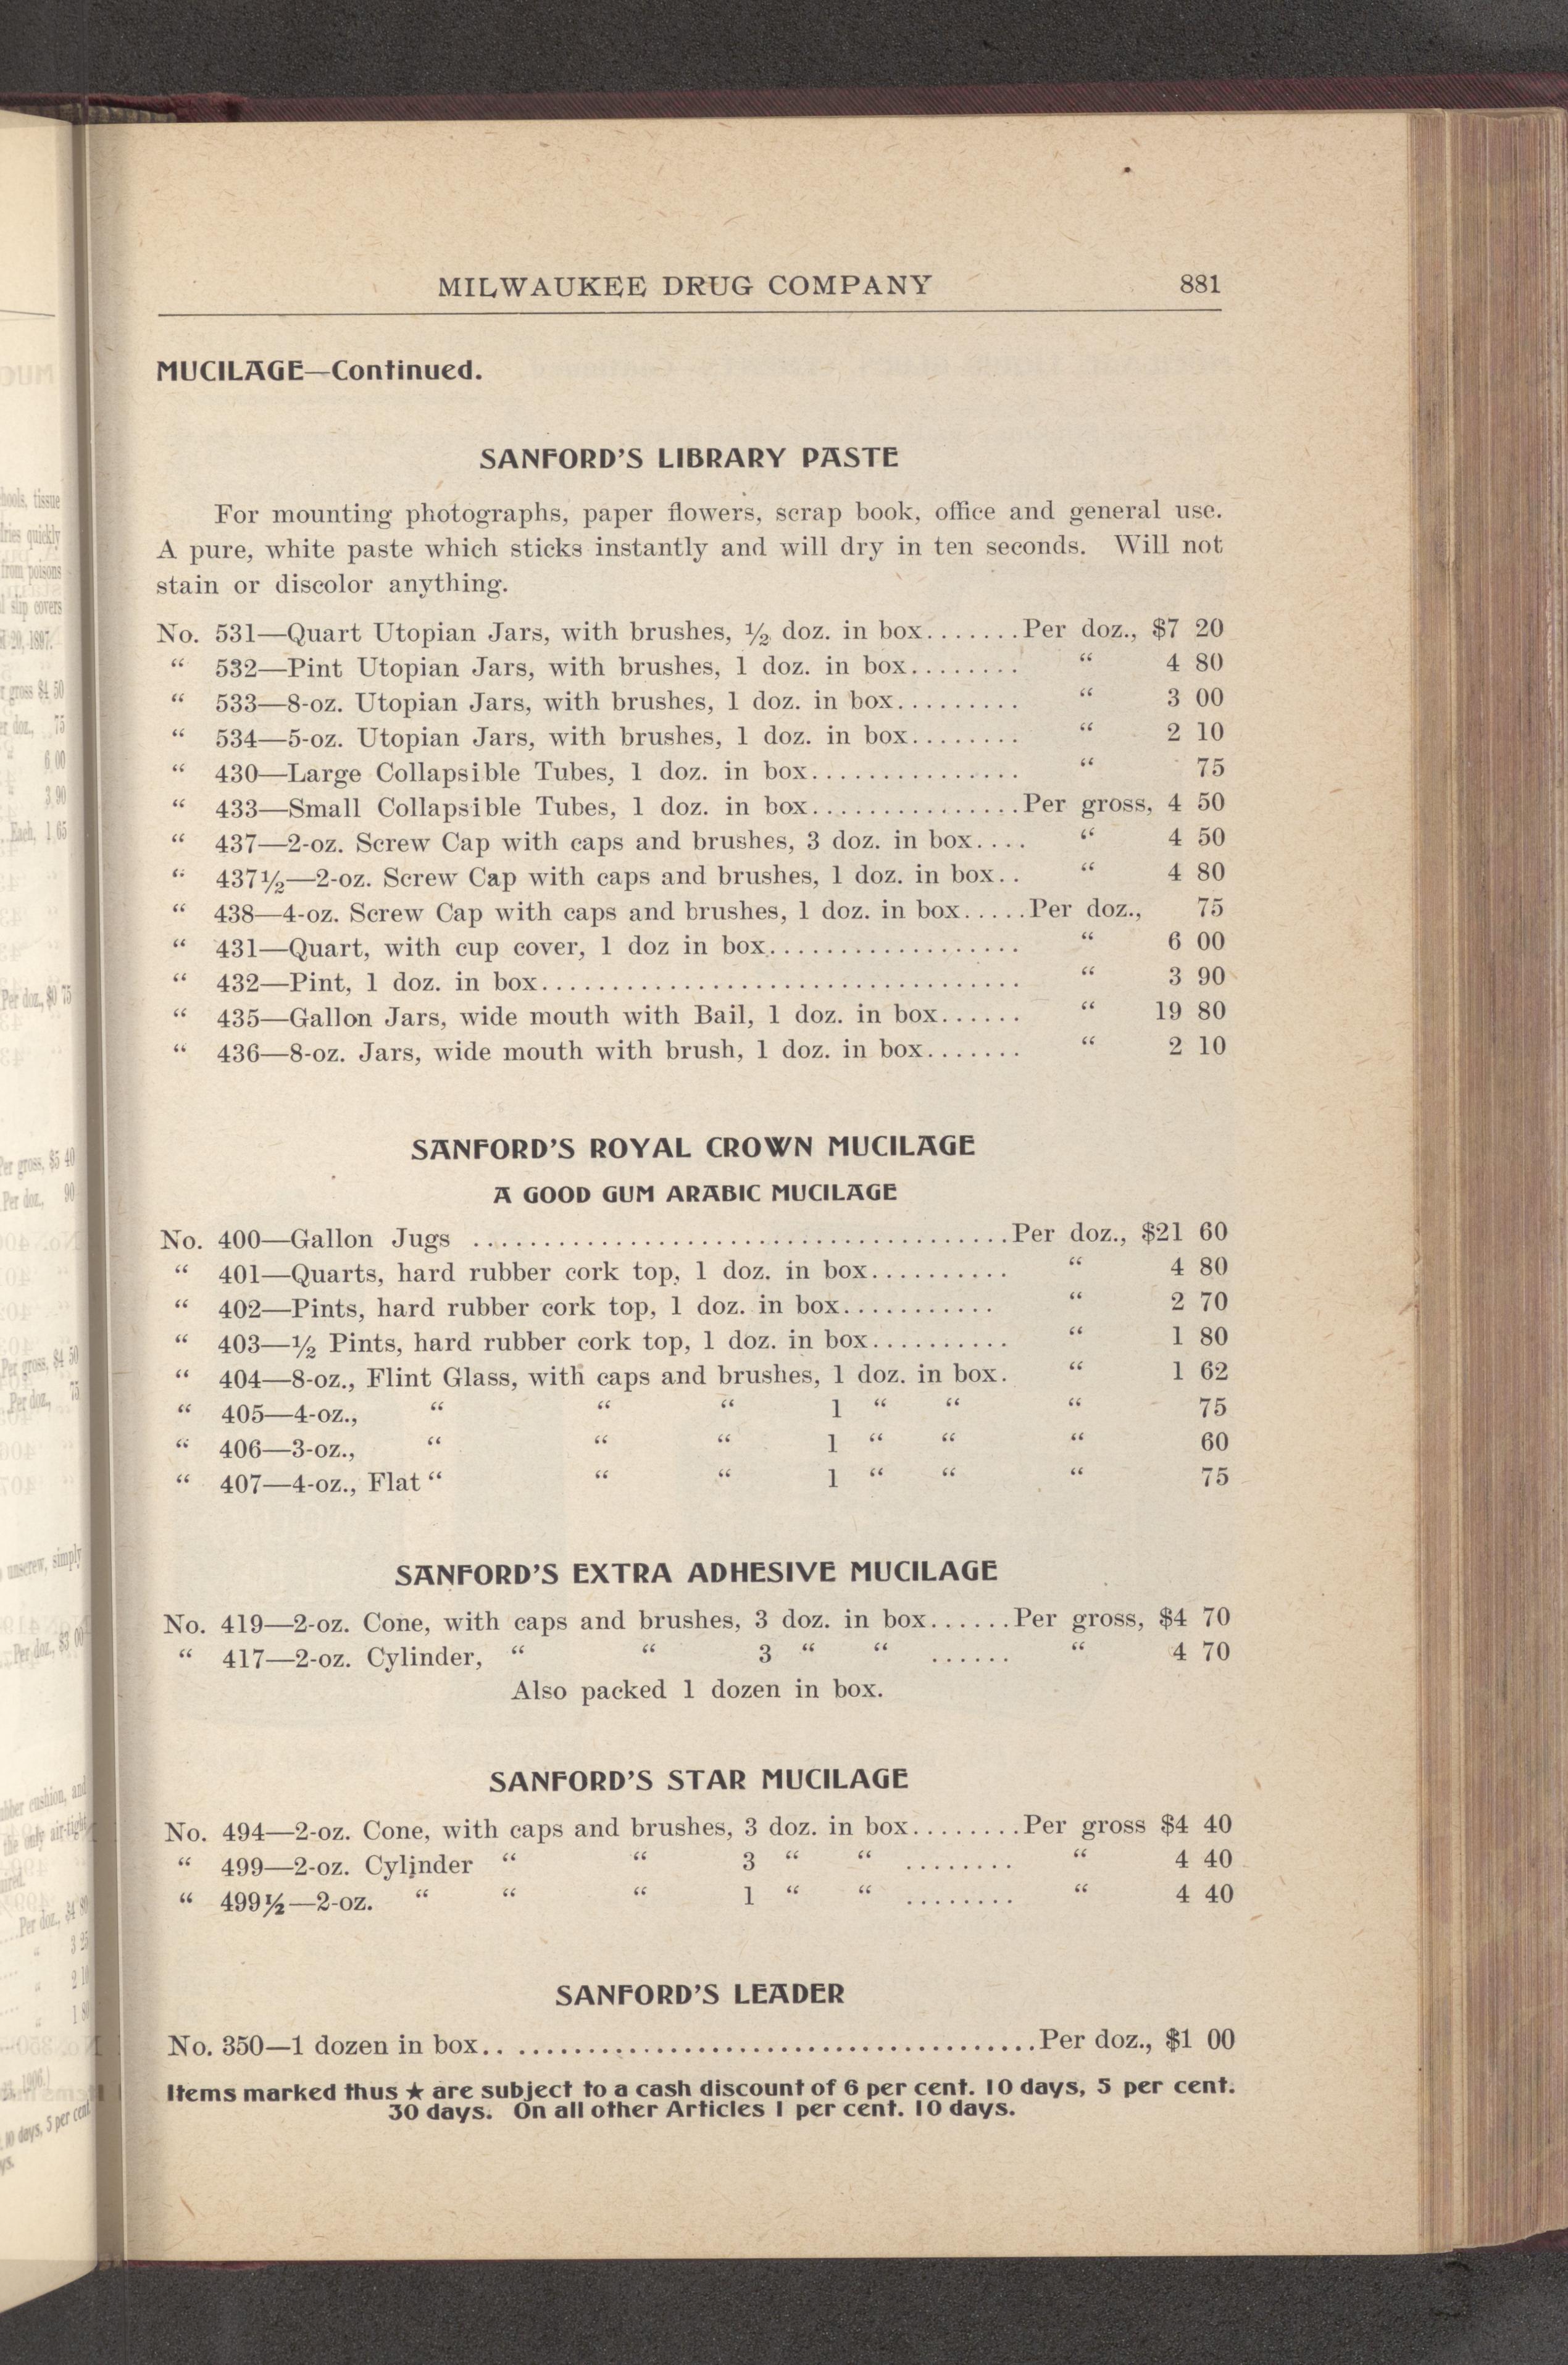 MILWAUKEE DRUG COMPANY 881
MUCILAGE—Continued.
SANFORD'S LIBRARY PASTE
For mounting photographs, paper flowers, scrap book, office and general use.
A pure, white paste which sticks instantly and will dry in ten seconds. Will not
stain or discolor anything.
No. 531—Quart Utopian Jars, with brushes, ½ doz. in box.......Per doz., $7 20
“ 532—Pint Utopian Jars, with brushes, 1 doz. in box........ “ 4 80
“ 533—8-oz. Utopian Jars, with brushes, 1 doz. in box......... “ 3 00
“ 534—5-oz. Utopian Jars, with brushes, 1 doz. in box........ “ 2 10
“ 430—Large Collapsible Tubes, 1 doz. in box............... “ 75
“ 433—Small Collapsible Tubes, 1 doz. in box...............Per gross, 4 50
“ 437—2-oz. Screw Cap with caps and brushes, 3 doz. in box.... “ 4 50
“ 437½—2-oz. Screw Cap with caps and brushes, 1 doz. in box.. “ 4 80
“ 438—4-oz. Screw Cap with caps and brushes, 1 doz. in box.....Per doz., 75
“ 431—Quart, with cup cover, 1 doz in box.................. “ 6 00
“ 432—Pint, 1 doz. in box.................................. “ 3 90
“ 435—Gallon Jars, wide mouth with Bail, 1 doz. in box...... “ 19 80
“ 436—8-oz. Jars, wide mouth with brush, 1 doz. in box....... “ 2 10
SANFORD'S ROYAL CROWN MUCILAGE
A GOOD GUM ARABIC MUCILAGE
No. 400—Gallon Jugs ......................................Per doz., $21 60
“ 401—Quarts, hard rubber cork top, 1 doz. in box.......... “ 4 80
“ 402—Pints, hard rubber cork top, 1 doz. in box........... “ 2 70
“ 403—½ Pints, hard rubber cork top, 1 doz. in box.......... “ 1 80
“ 404—8-oz., Flint Glass, with caps and brushes, 1 doz. in box. “ 1 62
“ 405—4-oz., “ “ “ 1 “ “ “ 75
“ 406—3-oz., “ “ “ 1 “ “ “ 60
“ 407—4-oz., Flat “ “ “ 1 “ “ “ 75
SANFORD'S EXTRA ADHESIVE MUCILAGE
No. 419—2-oz. Cone, with caps and brushes, 3 doz. in box......Per gross, $4 70
“ 417—2-oz. Cylinder, “ “ 3 “ “ ...... “ 4 70
Also packed 1 dozen in box.
SANFORD'S STAR MUCILAGE
No. 494—2-oz. Cone, with caps and brushes, 3 doz. in box........Per gross $4 40
“ 499—2-oz. Cylinder “ “ 3 “ “ ........ “ 4 40
“ 499½—2-oz. “ “ “ 1 “ “ ........ “ 4 40
SANFORD'S LEADER
No. 350—1 dozen in box.. .....................................Per doz., $1 00
Items marked thus ★ are subject to a cash discount of 6 per cent. 10 days, 5 per cent.
30 days. On all other Articles 1 per cent. 10 days.